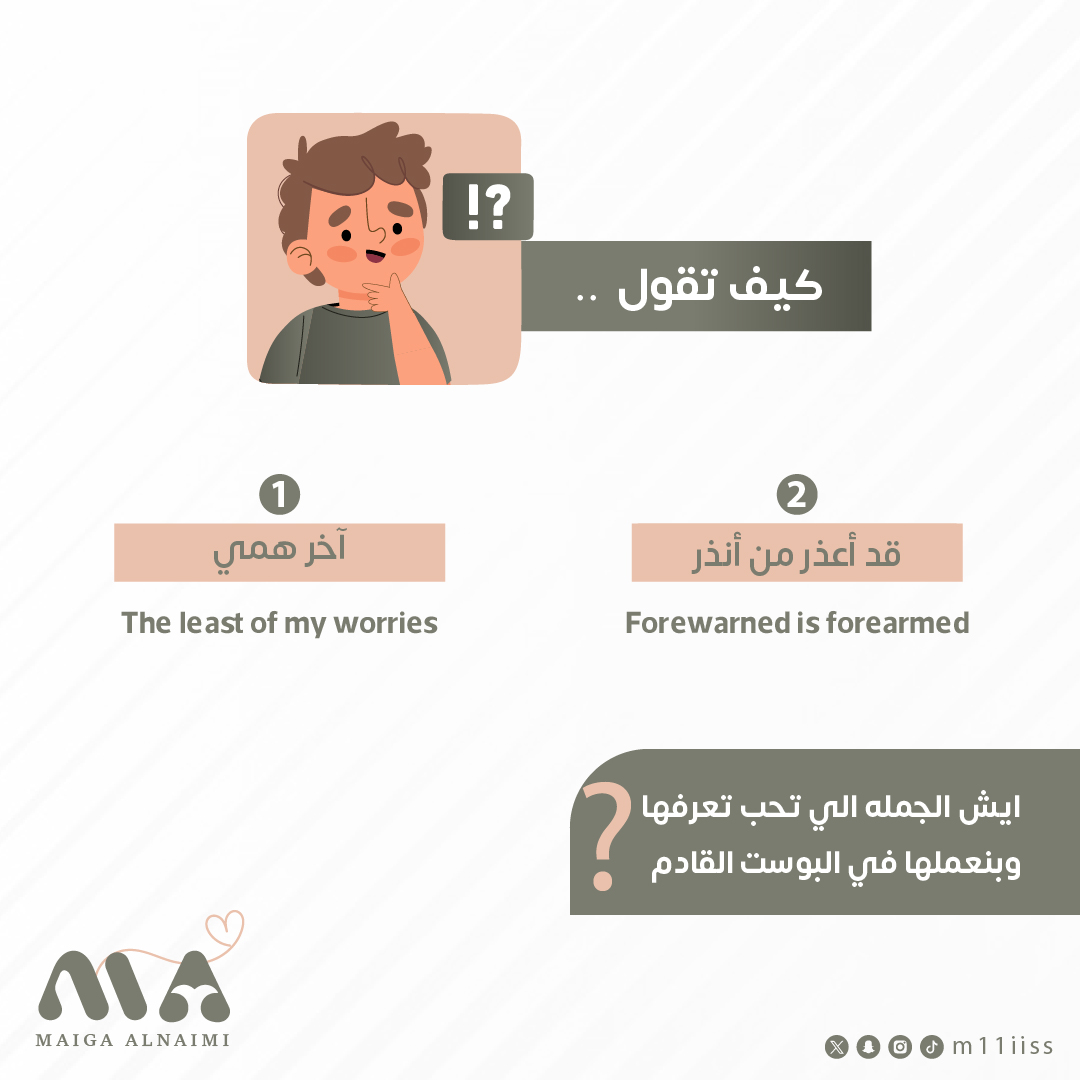 !?
كيف تقول ..
1
آخر همي
The least of my worries
2
قد أعذر من أنذر
Forewarned is forearmed
ايش الجمله الي تحب تعرفها
وبنعملها في البوست القادم
?
MA
MAIGA ALNAIMI
m11iiss